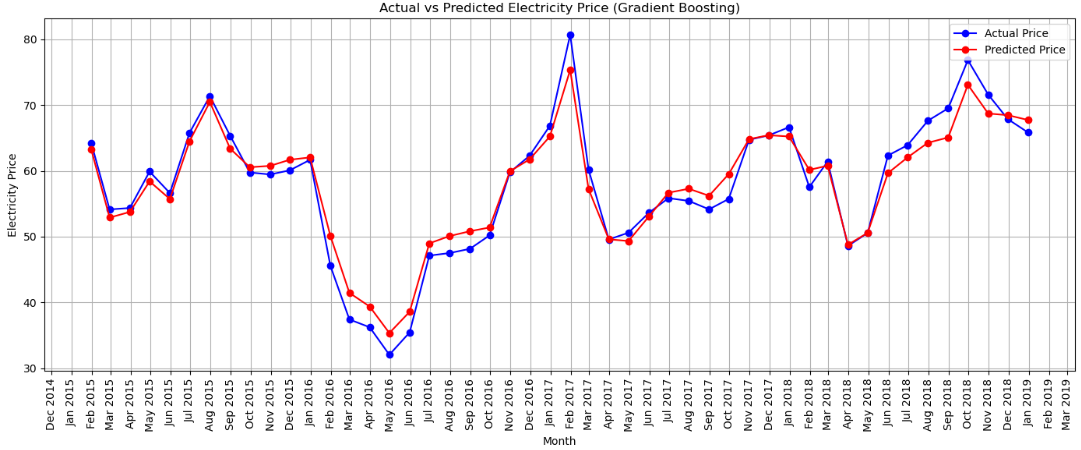 Actual vs Predicted Electricity Price (Gradient Boosting)
Actual Price
Predicted Price
Electricity Price
80
70
60
50
40
30
Dec 2014
Jan 2015
Feb 2015
Mar 2015
Apr 2015
May 2015
Jun 2015
Jul 2015
Aug 2015
Sep 2015
Oct 2015
Nov 2015
Dec 2015
Jan 2016
Feb 2016
Mar 2016
Apr 2016
May 2016
Jun 2016
Jul 2016
Aug 2016
Sep 2016
Oct 2016
Nov 2016
Dec 2016
Jan 2017
Feb 2017
Mar 2017
Apr 2017
May 2017
Jun 2017
Jul 2017
Aug 2017
Sep 2017
Oct 2017
Nov 2017
Dec 2017
Jan 2018
Feb 2018
Mar 2018
Apr 2018
May 2018
Jun 2018
Jul 2018
Aug 2018
Sep 2018
Oct 2018
Nov 2018
Dec 2018
Jan 2019
Feb 2019
Mar 2019
Month